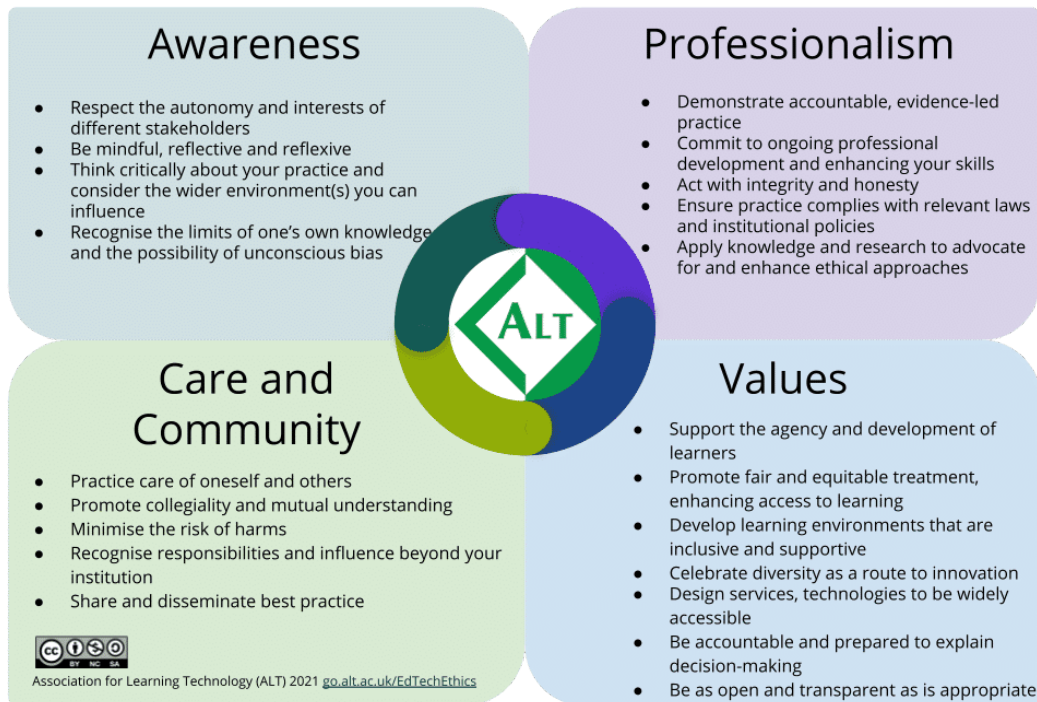 Awareness
● Respect the autonomy and interests of
different stakeholders
● Be mindful, reflective and reflexive
● Think critically about your practice and
consider the wider environment(s) you can
influence
● Recognise the limits of one’s own knowledge
and the possibility of unconscious bias
Professionalism
● Demonstrate accountable, evidence-led
practice
● Commit to ongoing professional
development and enhancing your skills
● Act with integrity and honesty
● Ensure practice complies with relevant laws
and institutional policies
● Apply knowledge and research to advocate
for and enhance ethical approaches
ALT
Care and
Community
● Practice care of oneself and others
● Promote collegiality and mutual understanding
● Minimise the risk of harms
● Recognise responsibilities and influence beyond your
institution
● Share and disseminate best practice
Values
● Support the agency and development of
learners
● Promote fair and equitable treatment,
enhancing access to learning
● Develop learning environments that are
inclusive and supportive
● Celebrate diversity as a route to innovation
● Design services, technologies to be widely
accessible
● Be accountable and prepared to explain
decision-making
● Be as open and transparent as is appropriate
cc
BY NC SA
Association for Learning Technology (ALT) 2021 go.alt.ac.uk/EdTechEthics